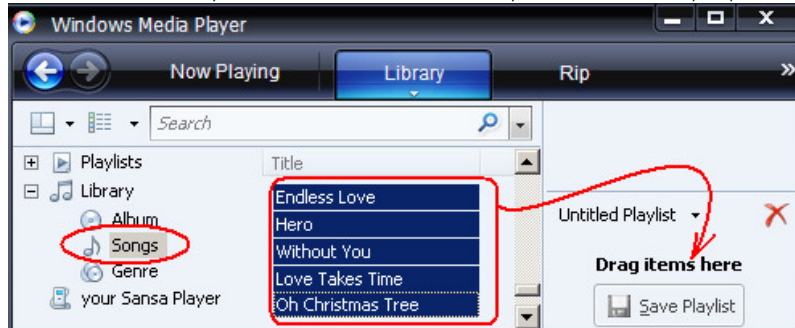 Windows Media Player
Now Playing Library Rip »
Search
Playlists
Library
Album
Songs
Genre
your Sansa Player
Title
Endless Love
Hero
Without You
Love Takes Time
Oh Christmas Tree
Untitled Playlist
Drag items here
Save Playlist